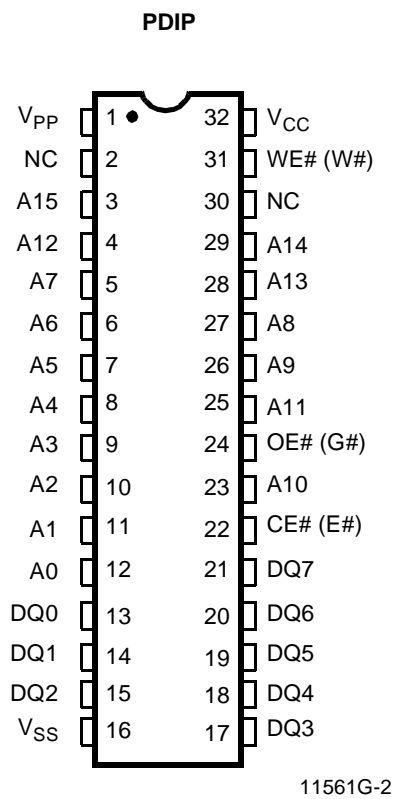 PDIP
V_PP 1 32 V_CC
NC 2 31 WE# (W#)
A15 3 30 NC
A12 4 29 A14
A7 5 28 A13
A6 6 27 A8
A5 7 26 A9
A4 8 25 A11
A3 9 24 OE# (G#)
A2 10 23 A10
A1 11 22 CE# (E#)
A0 12 21 DQ7
DQ0 13 20 DQ6
DQ1 14 19 DQ5
DQ2 15 18 DQ4
V_SS 16 17 DQ3
11561G-2